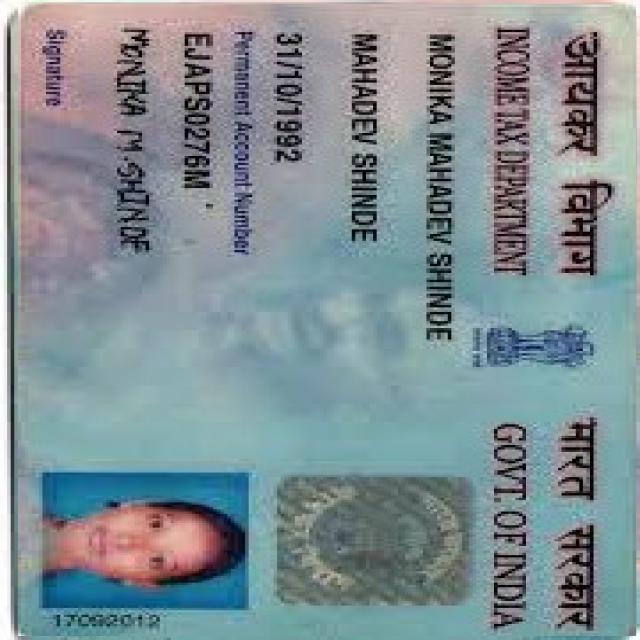 आयकर विभाग
INCOME TAX DEPARTMENT
भारत सरकार
GOVT. OF INDIA
MONIKA MAHADEV SHINDE
MAHADEV SHINDE
31/10/1992
Permanent Account Number
EJAPS0276M
MONIKA M. SHINDE
Signature
17092012